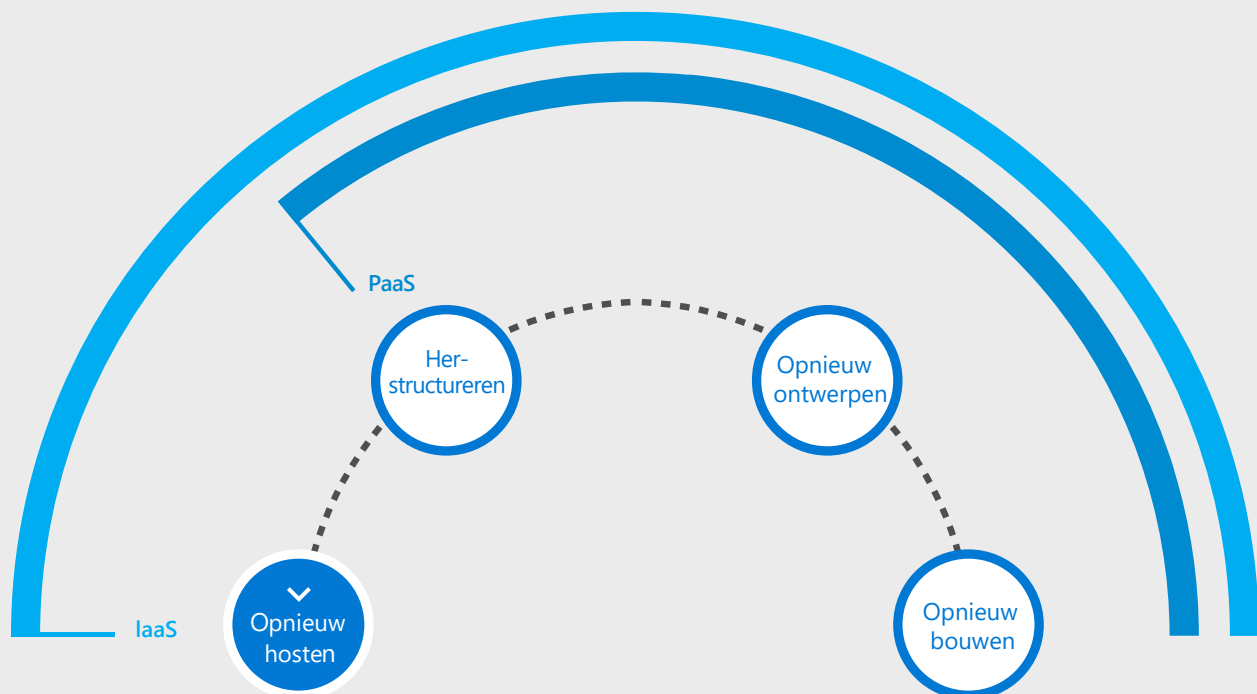 PaaS
Her-
structureren
Opnieuw
ontwerpen
IaaS
Opnieuw
hosten
Opnieuw
bouwen